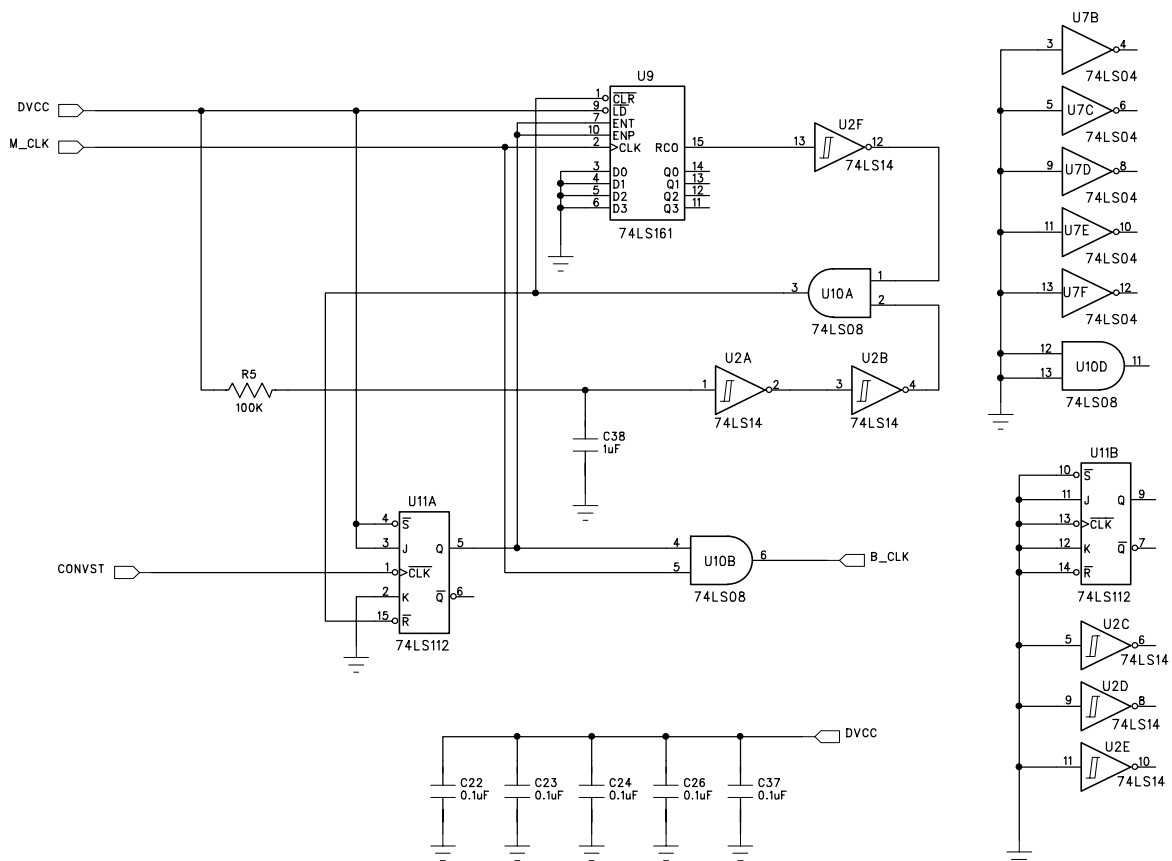 DVCC
M_CLK
U9
1 CLR
9 LD
7 ENT
10 ENP
2 CLK RCO 15
3 D0 Q0 14
4 D1 Q1 13
5 D2 Q2 12
6 D3 Q3 11
74LS161
U2F
13 12
74LS14
1
2
3 U10A
74LS08
R5
100K
U2A
1 2
74LS14
U2B
3 4
74LS14
C38
1uF
CONVST
U11A
4 S
3 J Q 5
1 CLK
2 K Q 6
15 R
74LS112
4
5
U10B 6
74LS08
B_CLK
DVCC
C22
0.1uF
C23
0.1uF
C24
0.1uF
C26
0.1uF
C37
0.1uF
U7B
3 4
74LS04
5 U7C 6
74LS04
9 U7D 8
74LS04
11 U7E 10
74LS04
13 U7F 12
74LS04
12
13
U10D 11
74LS08
U11B
10 S
11 J Q 9
13 CLK
12 K Q 7
14 R
74LS112
U2C
5 6
74LS14
U2D
9 8
74LS14
U2E
11 10
74LS14